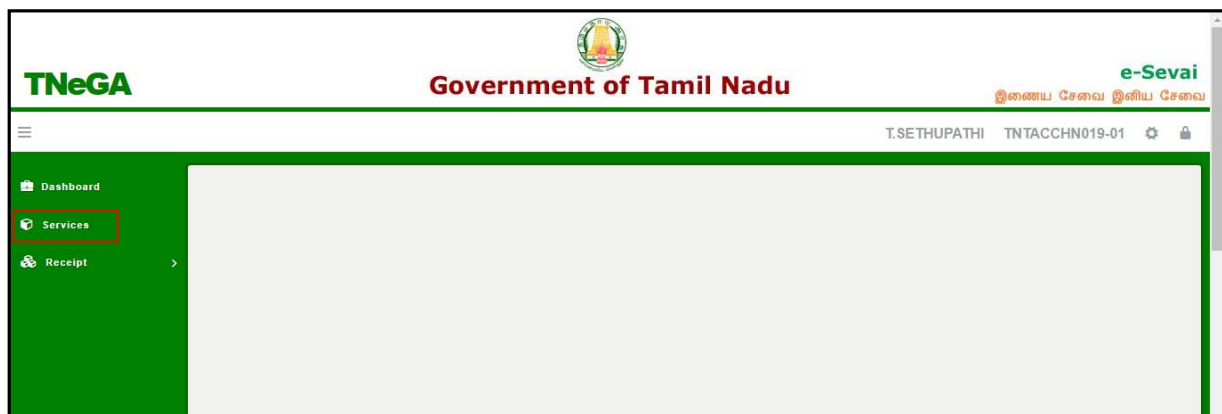 TNeGA
Government of Tamil Nadu
e-Sevai
இணைய சேவை இனிய சேவை
T.SETHUPATHI TNTACCHN019-01
Dashboard
Services
Receipt